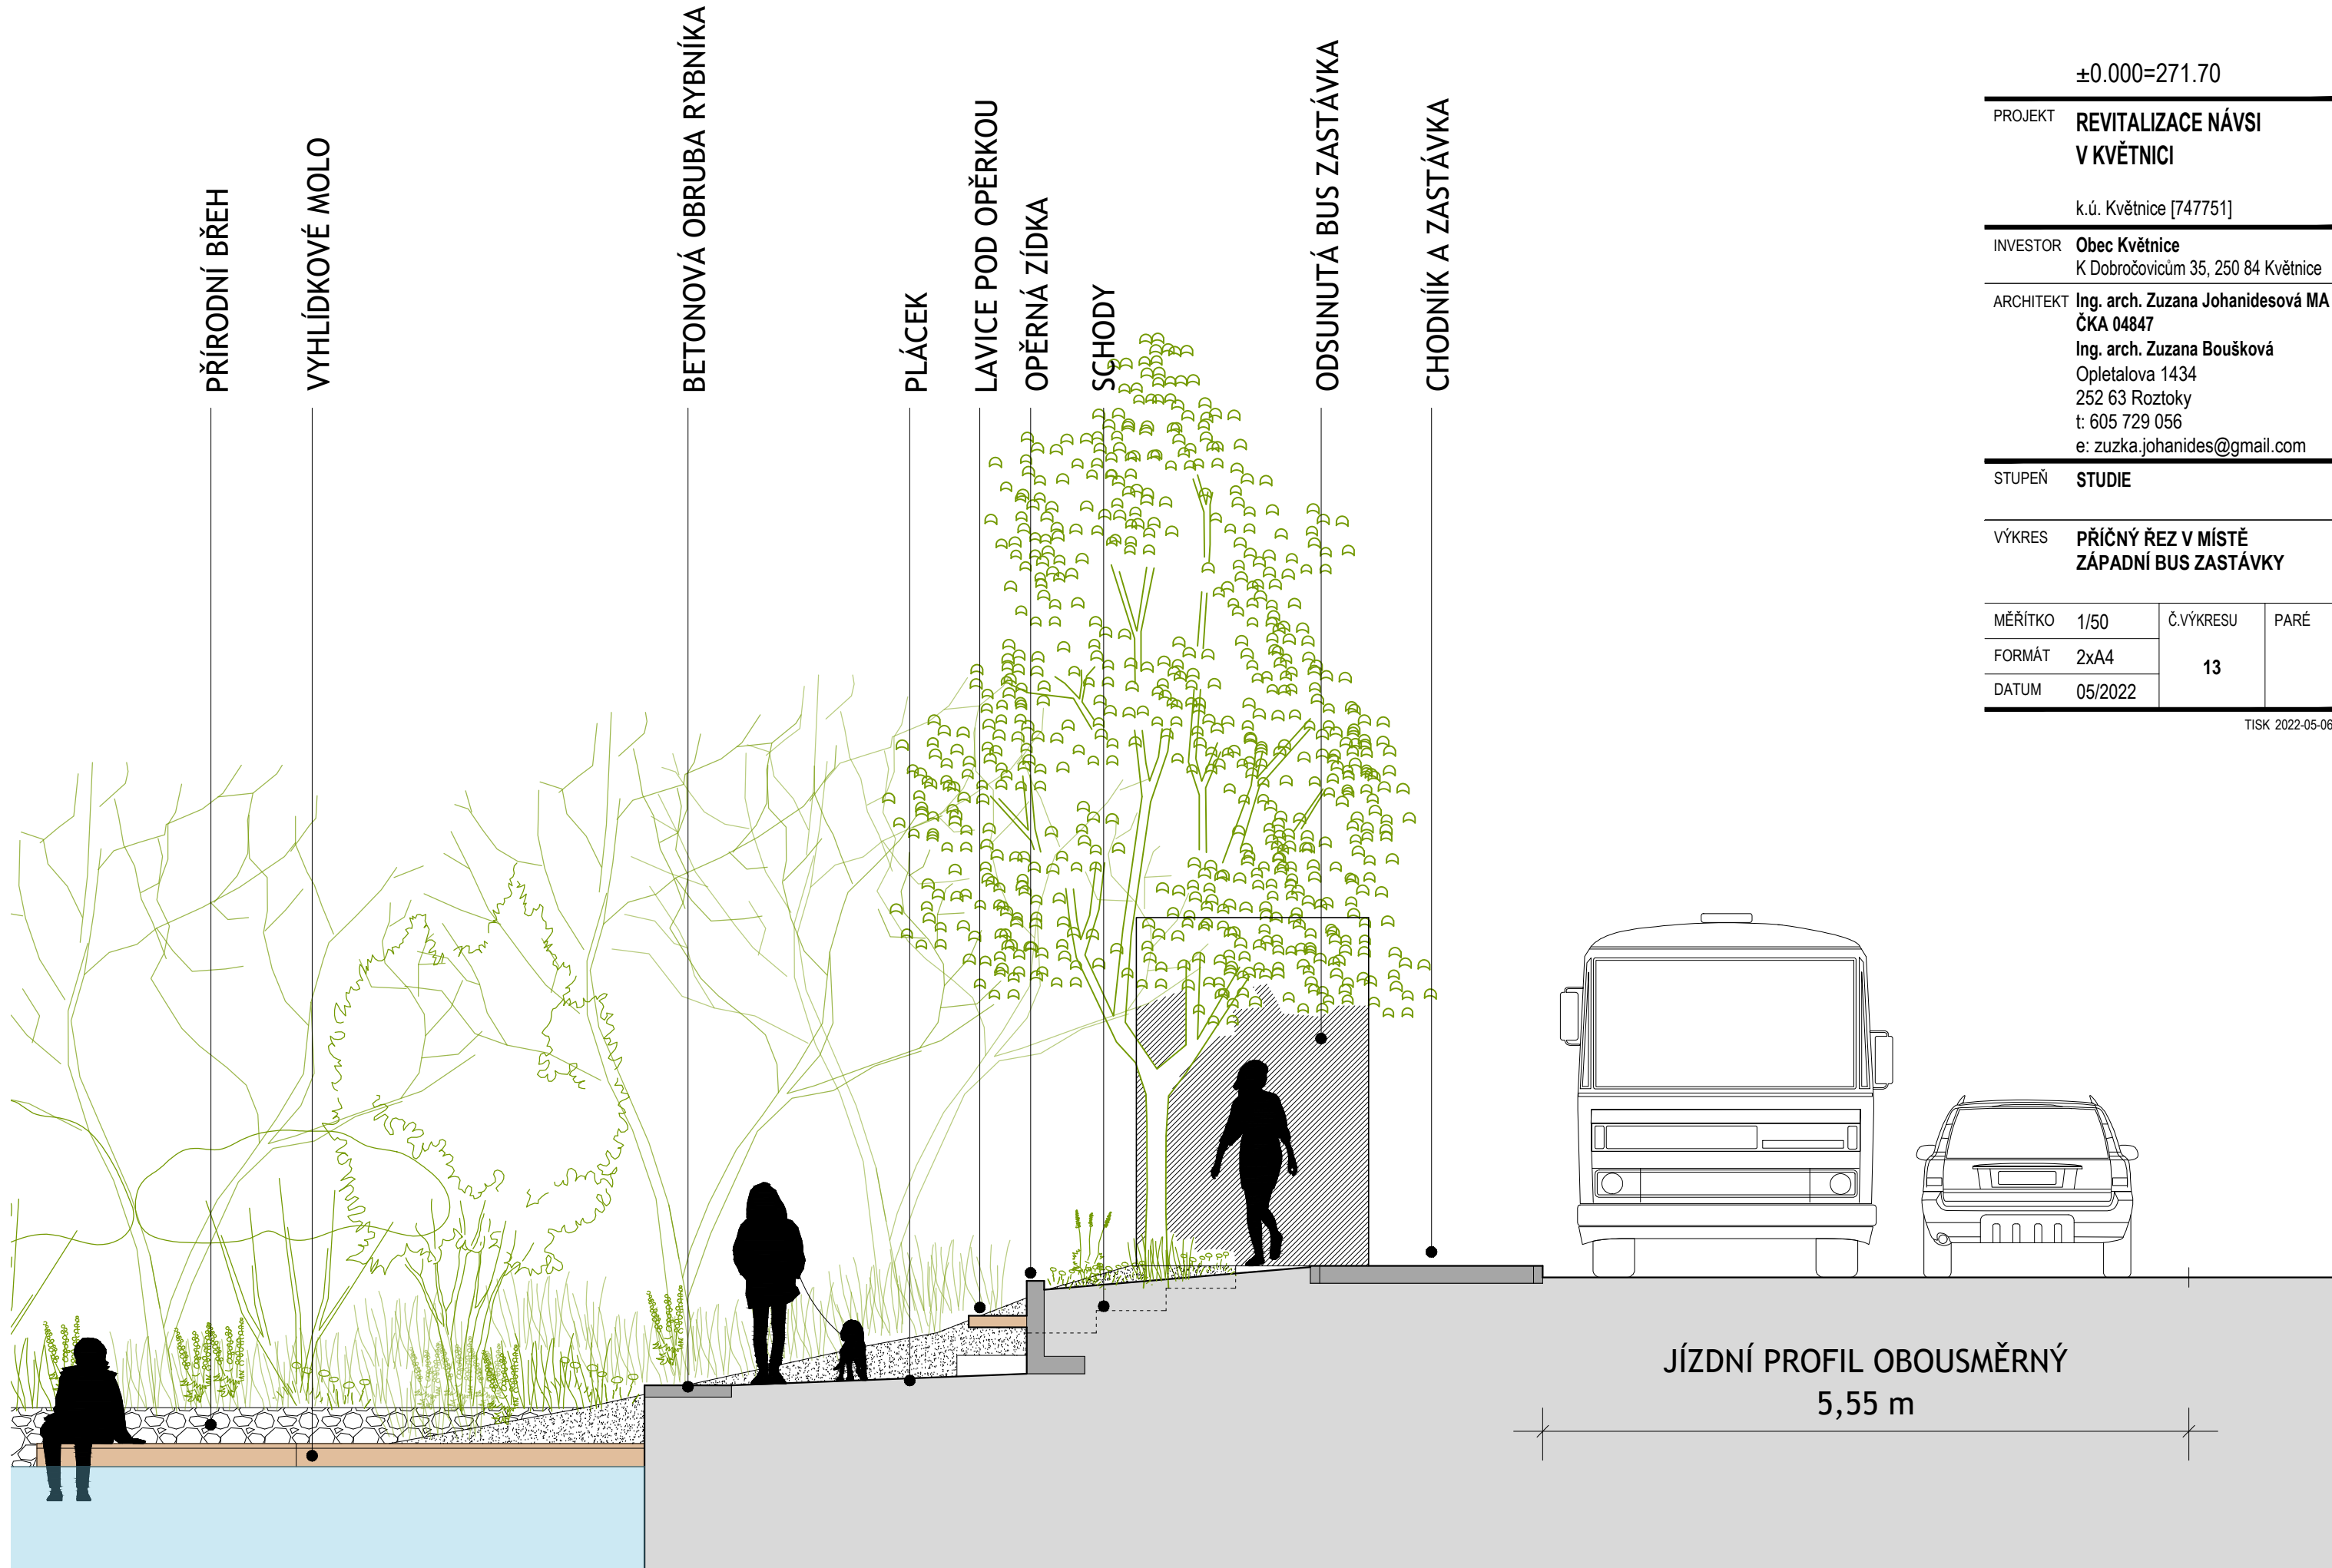 PŘÍRODNÍ BŘEH
VYHLÍDKOVÉ MOLO
BETONOVÁ OBRUBA RYBNÍKA
PLÁCEK
LAVICE POD OPĚRKOU
OPĚRNÁ ZÍDKA
SCHODY
ODSUNUTÁ BUS ZASTÁVKA
CHODNÍK A ZASTÁVKA
±0.000=271.70
PROJEKT REVITALIZACE NÁVSI
V KVĚTNICI
k.ú. Květnice [747751]
INVESTOR Obec Květnice
K Dobročovicům 35, 250 84 Květnice
ARCHITEKT Ing. arch. Zuzana Johanidesová MA
ČKA 04847
Ing. arch. Zuzana Boušková
Opletalova 1434
252 63 Roztoky
t: 605 729 056
e: zuzka.johanides@gmail.com
STUPEŇ STUDIE
VÝKRES PŘÍČNÝ ŘEZ V MÍSTĚ
ZÁPADNÍ BUS ZASTÁVKY
MĚŘÍTKO 1/50 Č.VÝKRESU PARÉ
FORMÁT 2xA4 13
DATUM 05/2022
TISK 2022-05-06
JÍZDNÍ PROFIL OBOUSMĚRNÝ
5,55 m